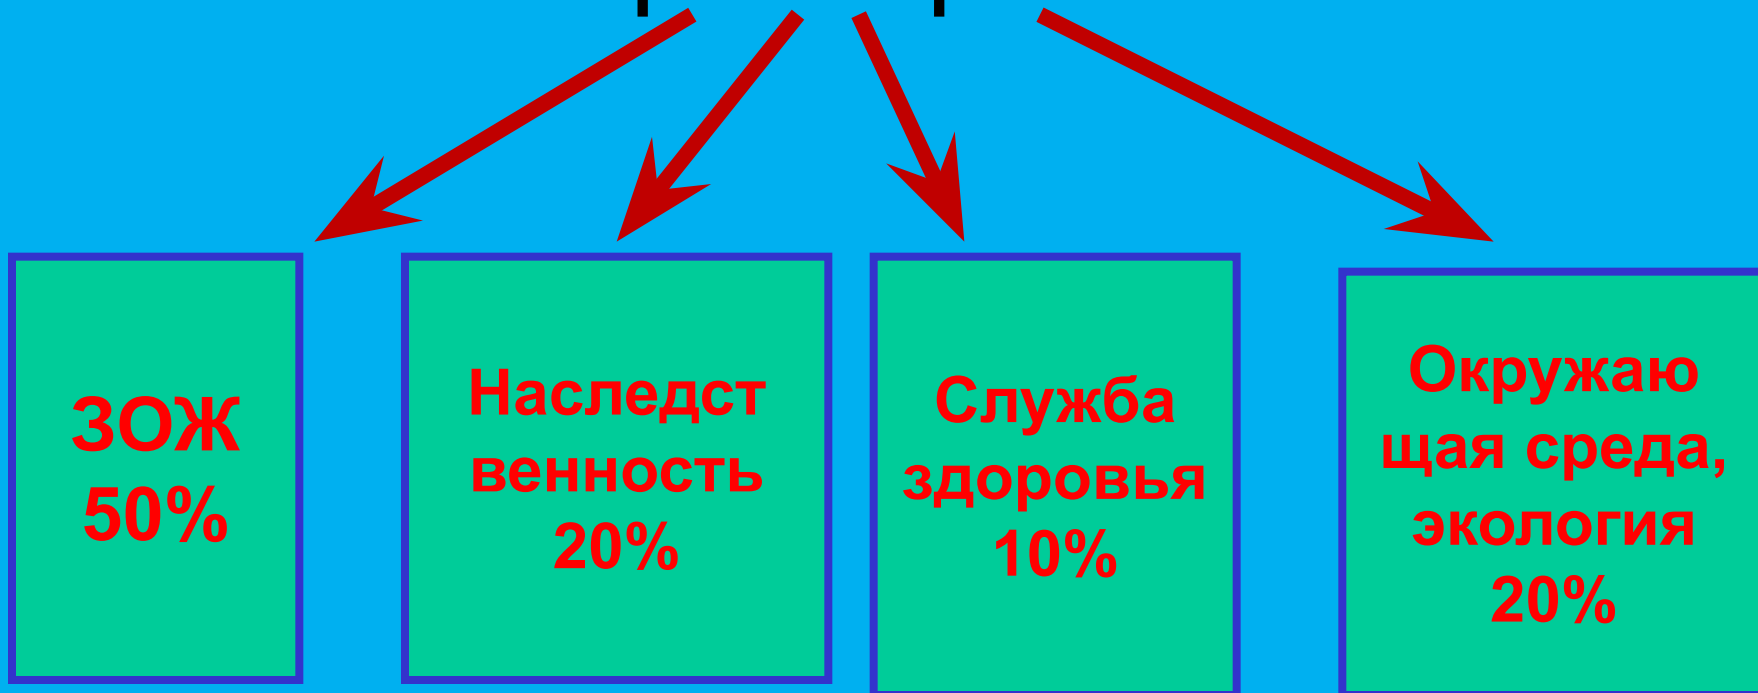 ЗОЖ
50%
Наследст
венность
20%
Служба
здоровья
10%
Окружаю
щая среда,
экология
20%